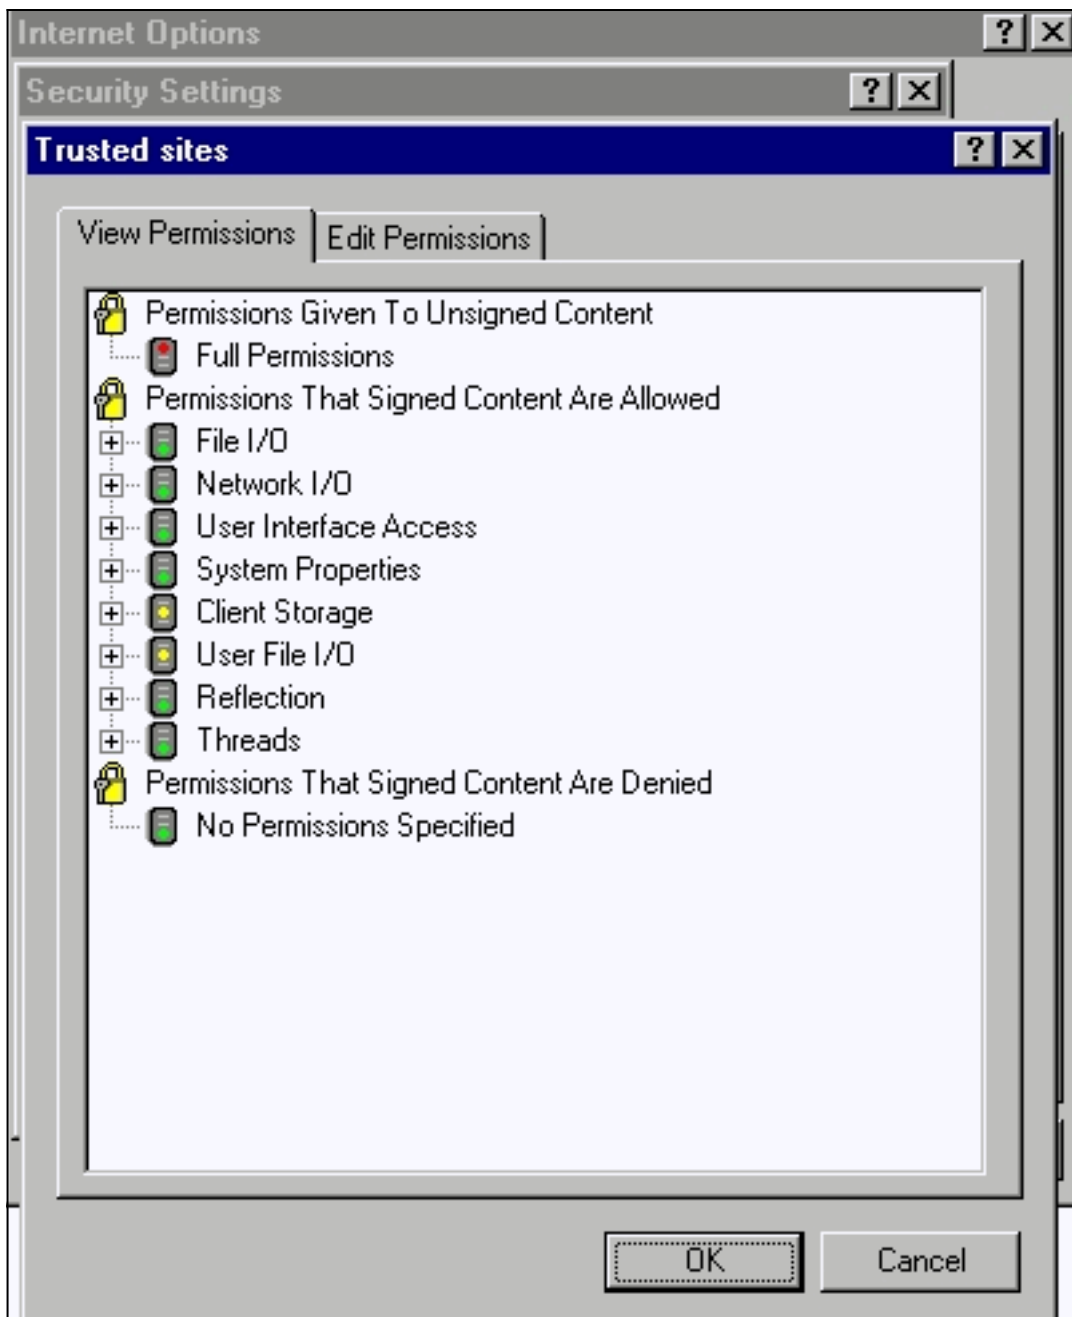 Internet Options
Security Settings
Trusted sites
View Permissions
Edit Permissions
Permissions Given To Unsigned Content
Full Permissions
Permissions That Signed Content Are Allowed
File I/O
Network I/O
User Interface Access
System Properties
Client Storage
User File I/O
Reflection
Threads
Permissions That Signed Content Are Denied
No Permissions Specified
OK
Cancel